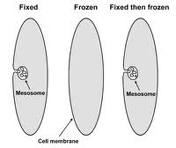 Fixed Frozen Fixed then frozen
Mesosome Mesosome
Cell membrane